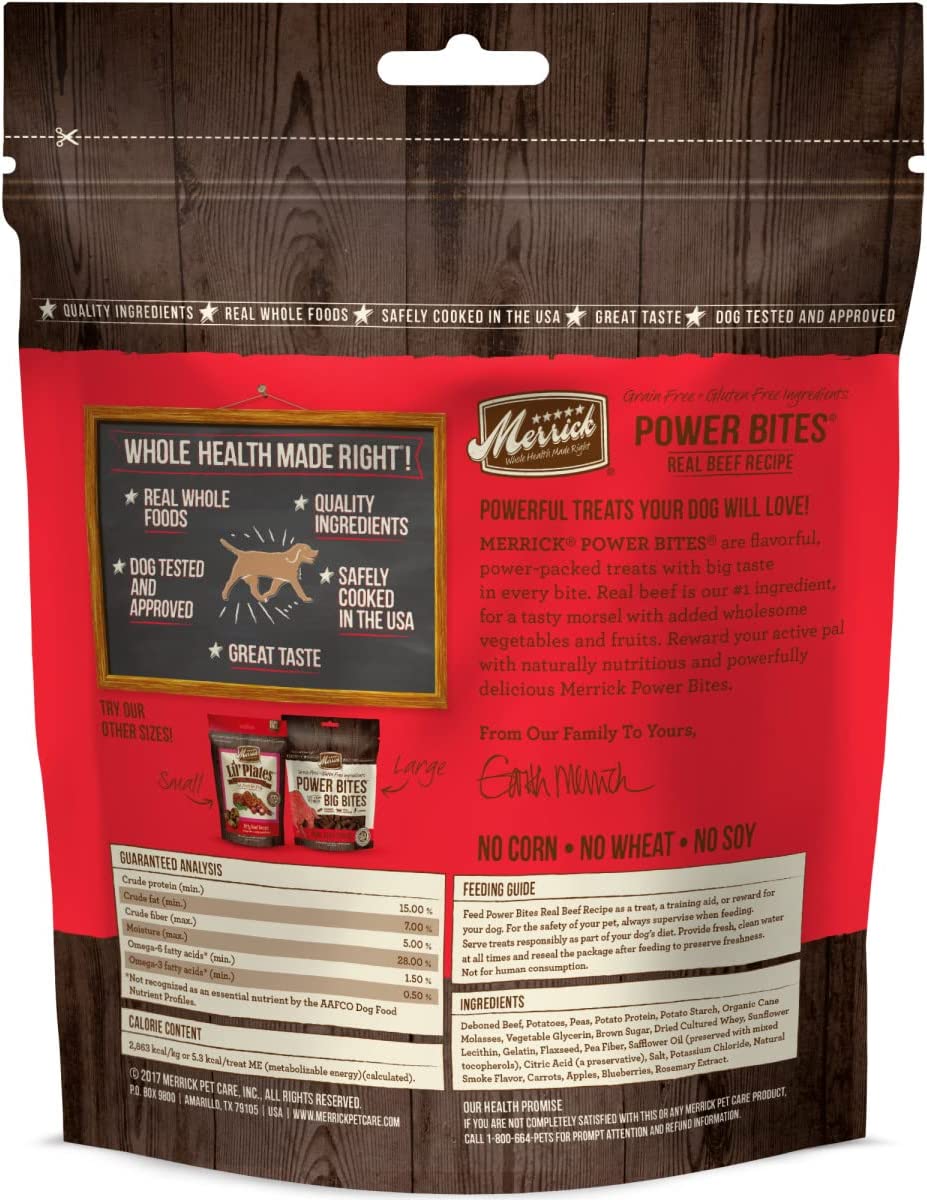 ★ QUALITY INGREDIENTS ★ REAL WHOLE FOODS ★ SAFELY COOKED IN THE USA ★ GREAT TASTE ★ DOG TESTED AND APPROVED
WHOLE HEALTH MADE RIGHT®!
★ REAL WHOLE
FOODS
★ QUALITY
INGREDIENTS
★ DOG TESTED
AND
APPROVED
★ SAFELY
COOKED
IN THE USA
★ GREAT TASTE
TRY OUR
OTHER SIZES!
Small
Large
Merrick
Lil' Plates
Merrick
POWER BITES
BIG BITES
Merrick®
Whole Health Made Right
Grain Free + Gluten Free Ingredients
POWER BITES®
REAL BEEF RECIPE
POWERFUL TREATS YOUR DOG WILL LOVE!
MERRICK® POWER BITES® are flavorful,
power-packed treats with big taste
in every bite. Real beef is our #1 ingredient,
for a tasty morsel with added wholesome
vegetables and fruits. Reward your active pal
with naturally nutritious and powerfully
delicious Merrick Power Bites.
From Our Family To Yours,
Garth Merrick
NO CORN • NO WHEAT • NO SOY
GUARANTEED ANALYSIS
Crude protein (min.) 15.00 %
Crude fat (min.) 7.00 %
Crude fiber (max.) 5.00 %
Moisture (max.) 28.00 %
Omega-6 fatty acids* (min.) 1.50 %
Omega-3 fatty acids* (min.) 0.50 %
*Not recognized as an essential nutrient by the AAFCO Dog Food
Nutrient Profiles.
CALORIE CONTENT
2,863 kcal/kg or 5.3 kcal/treat ME (metabolizable energy)(calculated).
© 2017 MERRICK PET CARE, INC., ALL RIGHTS RESERVED.
P.O. BOX 9800 | AMARILLO, TX 79105 | USA | WWW.MERRICKPETCARE.COM
FEEDING GUIDE
Feed Power Bites Real Beef Recipe as a treat, a training aid, or reward for
your dog. For the safety of your pet, always supervise when feeding.
Serve treats responsibly as part of your dog's diet. Provide fresh, clean water
at all times and reseal the package after feeding to preserve freshness.
Not for human consumption.
INGREDIENTS
Deboned Beef, Potatoes, Peas, Potato Protein, Potato Starch, Organic Cane
Molasses, Vegetable Glycerin, Brown Sugar, Dried Cultured Whey, Sunflower
Lecithin, Gelatin, Flaxseed, Pea Fiber, Safflower Oil (preserved with mixed
tocopherols), Citric Acid (a preservative), Salt, Potassium Chloride, Natural
Smoke Flavor, Carrots, Apples, Blueberries, Rosemary Extract.
OUR HEALTH PROMISE
IF YOU ARE NOT COMPLETELY SATISFIED WITH THIS OR ANY MERRICK PET CARE PRODUCT,
CALL 1-800-664-PETS FOR PROMPT ATTENTION AND REFUND INFORMATION.